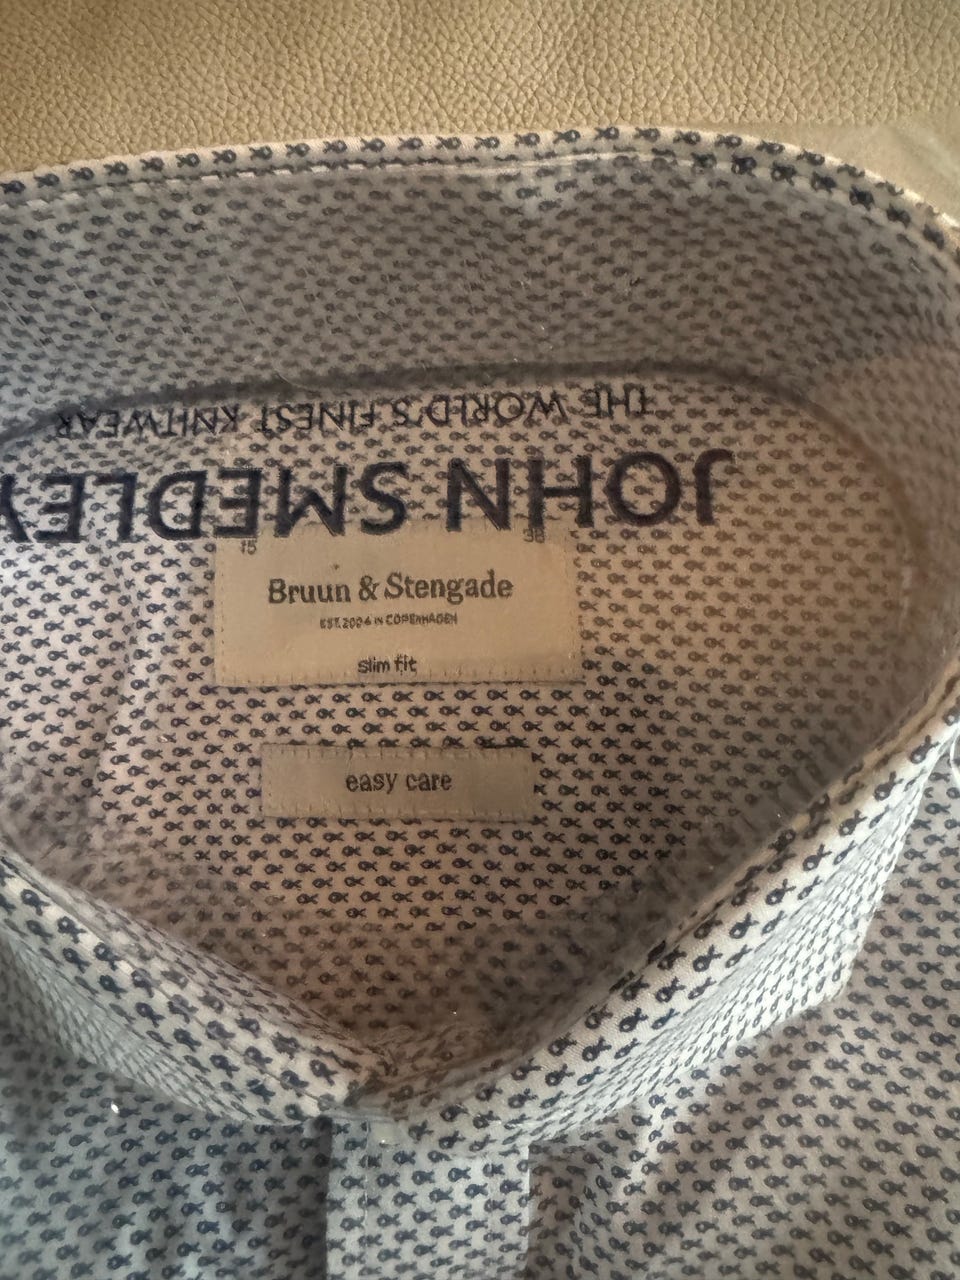 THE WORLD'S FINEST KNITWEAR
JOHN SMEDLEY
15 38
Bruun & Stengade
EST. 2004 IN COPENHAGEN
slim fit
easy care